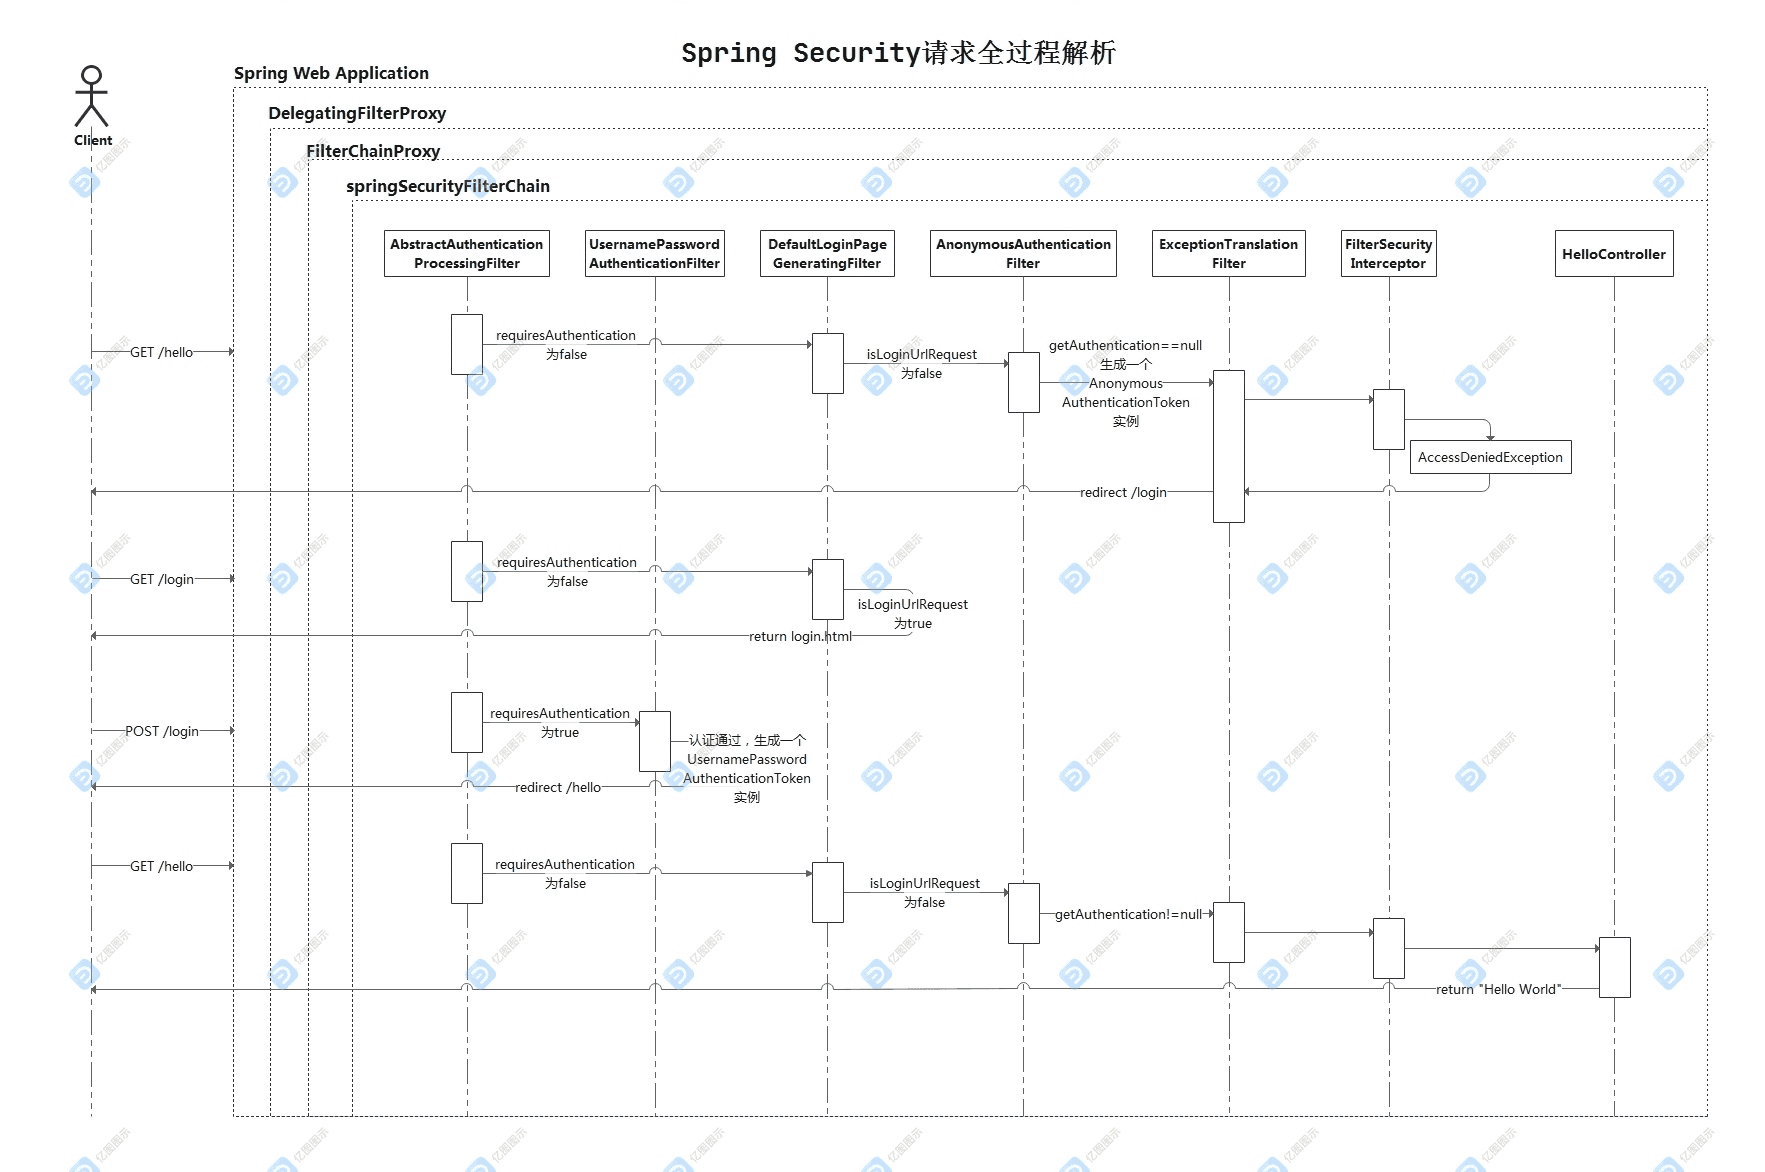 Spring Security请求全过程解析
Client
Spring Web Application
DelegatingFilterProxy
FilterChainProxy
springSecurityFilterChain
AbstractAuthentication
ProcessingFilter
UsernamePassword
AuthenticationFilter
DefaultLoginPage
GeneratingFilter
AnonymousAuthentication
Filter
ExceptionTranslation
Filter
FilterSecurity
Interceptor
HelloController
GET /hello
requiresAuthentication
为false
isLoginUrlRequest
为false
getAuthentication==null
生成一个
Anonymous
AuthenticationToken
实例
AccessDeniedException
redirect /login
GET /login
requiresAuthentication
为false
isLoginUrlRequest
为true
return login.html
POST /login
requiresAuthentication
为true
认证通过，生成一个
UsernamePassword
AuthenticationToken
实例
redirect /hello
GET /hello
requiresAuthentication
为false
isLoginUrlRequest
为false
getAuthentication!=null
return "Hello World"
亿图图示